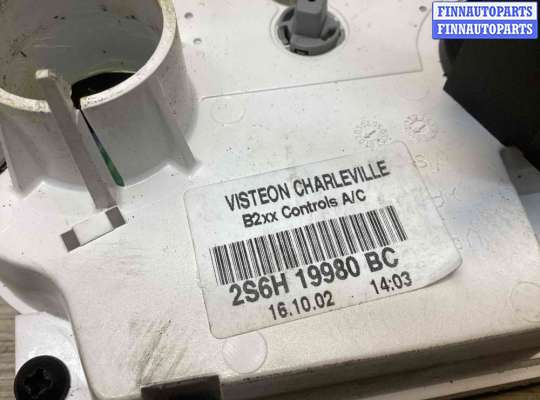 FINNAUTOPARTS
FINNAUTOPARTS
VISTEON CHARLEVILLE
B2xx Controls A/C
2S6H 19980 BC
16.10.02 14:03